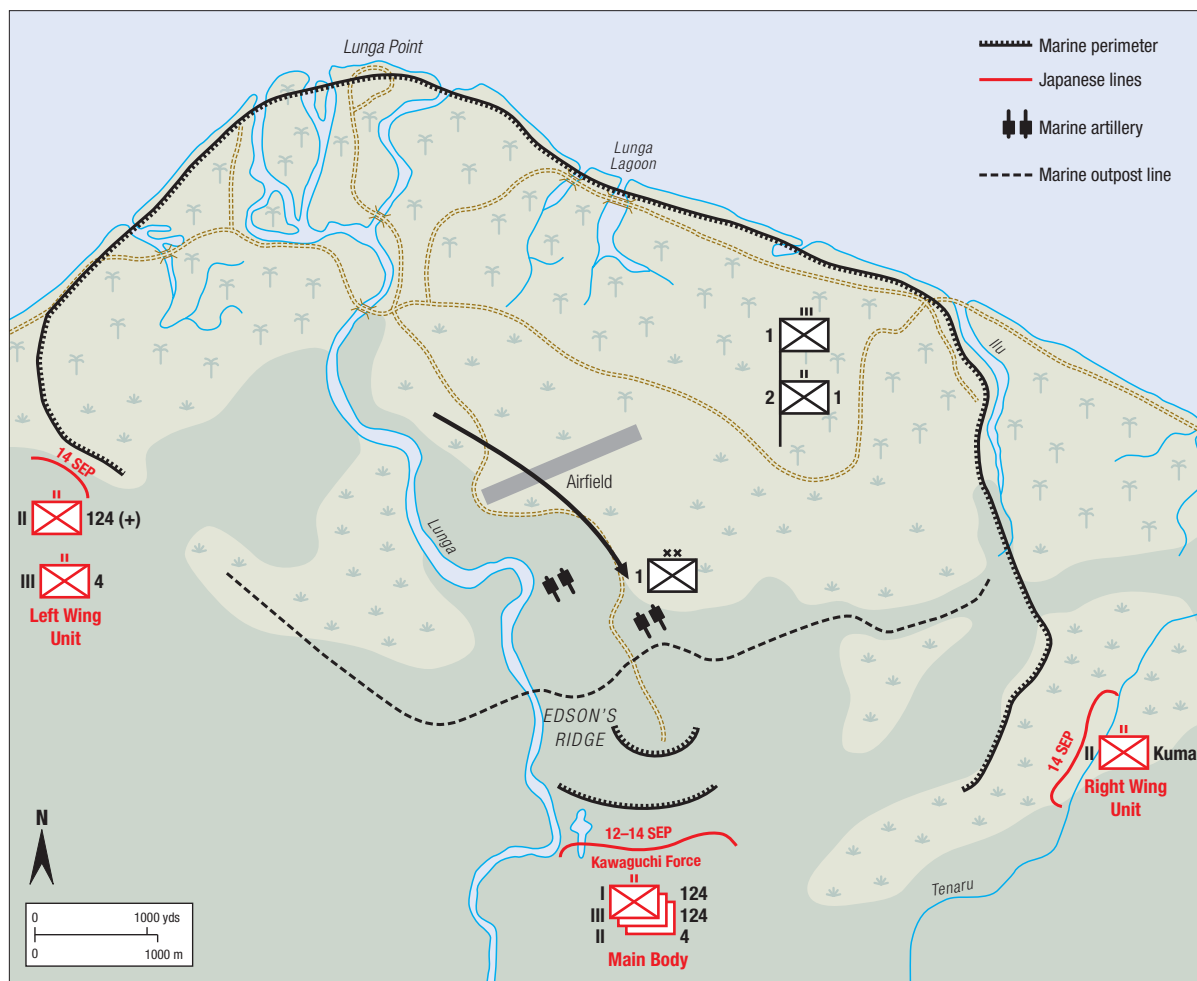 Lunga Point
Marine perimeter
Japanese lines
Marine artillery
Marine outpost line
Lunga
Lagoon
Ilu
III
1
II
2 1
14 SEP
II
II 124 (+)
II
III 4
Left Wing
Unit
Airfield
Lunga
XX
1
EDSON'S
RIDGE
14 SEP
II
II Kuma
Right Wing
Unit
12–14 SEP
Kawaguchi Force
II
I 124
III 124
II 4
Main Body
Tenaru
N
0 1000 yds
0 1000 m